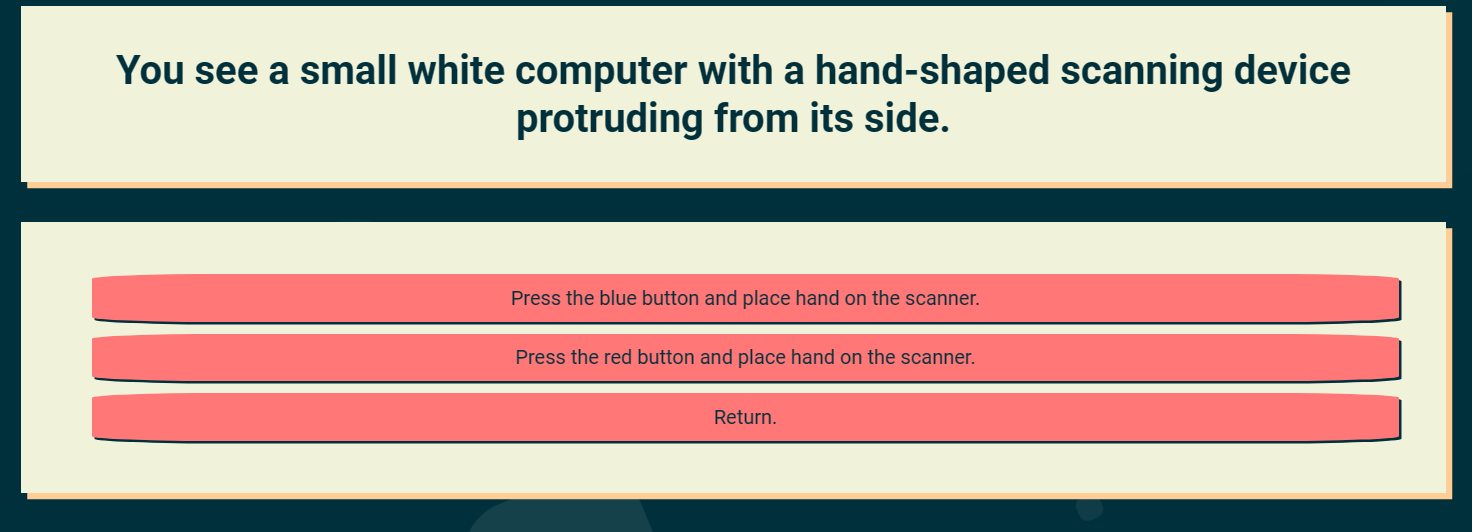 You see a small white computer with a hand-shaped scanning device
protruding from its side.
Press the blue button and place hand on the scanner.
Press the red button and place hand on the scanner.
Return.